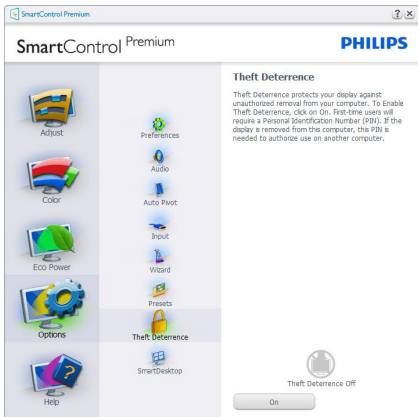 SmartControl Premium
SmartControl Premium
PHILIPS
Adjust
Color
Eco Power
Options
Help
Preferences
Audio
Auto Pivot
Input
Wizard
Presets
Theft Deterrence
SmartDesktop
Theft Deterrence
Theft Deterrence protects your display against
unauthorized removal from your computer. To Enable
Theft Deterrence, click on On. First-time users will
require a Personal Identification Number (PIN). If the
display is removed from this computer, this PIN is
needed to authorize use on another computer.
Theft Deterrence Off
On